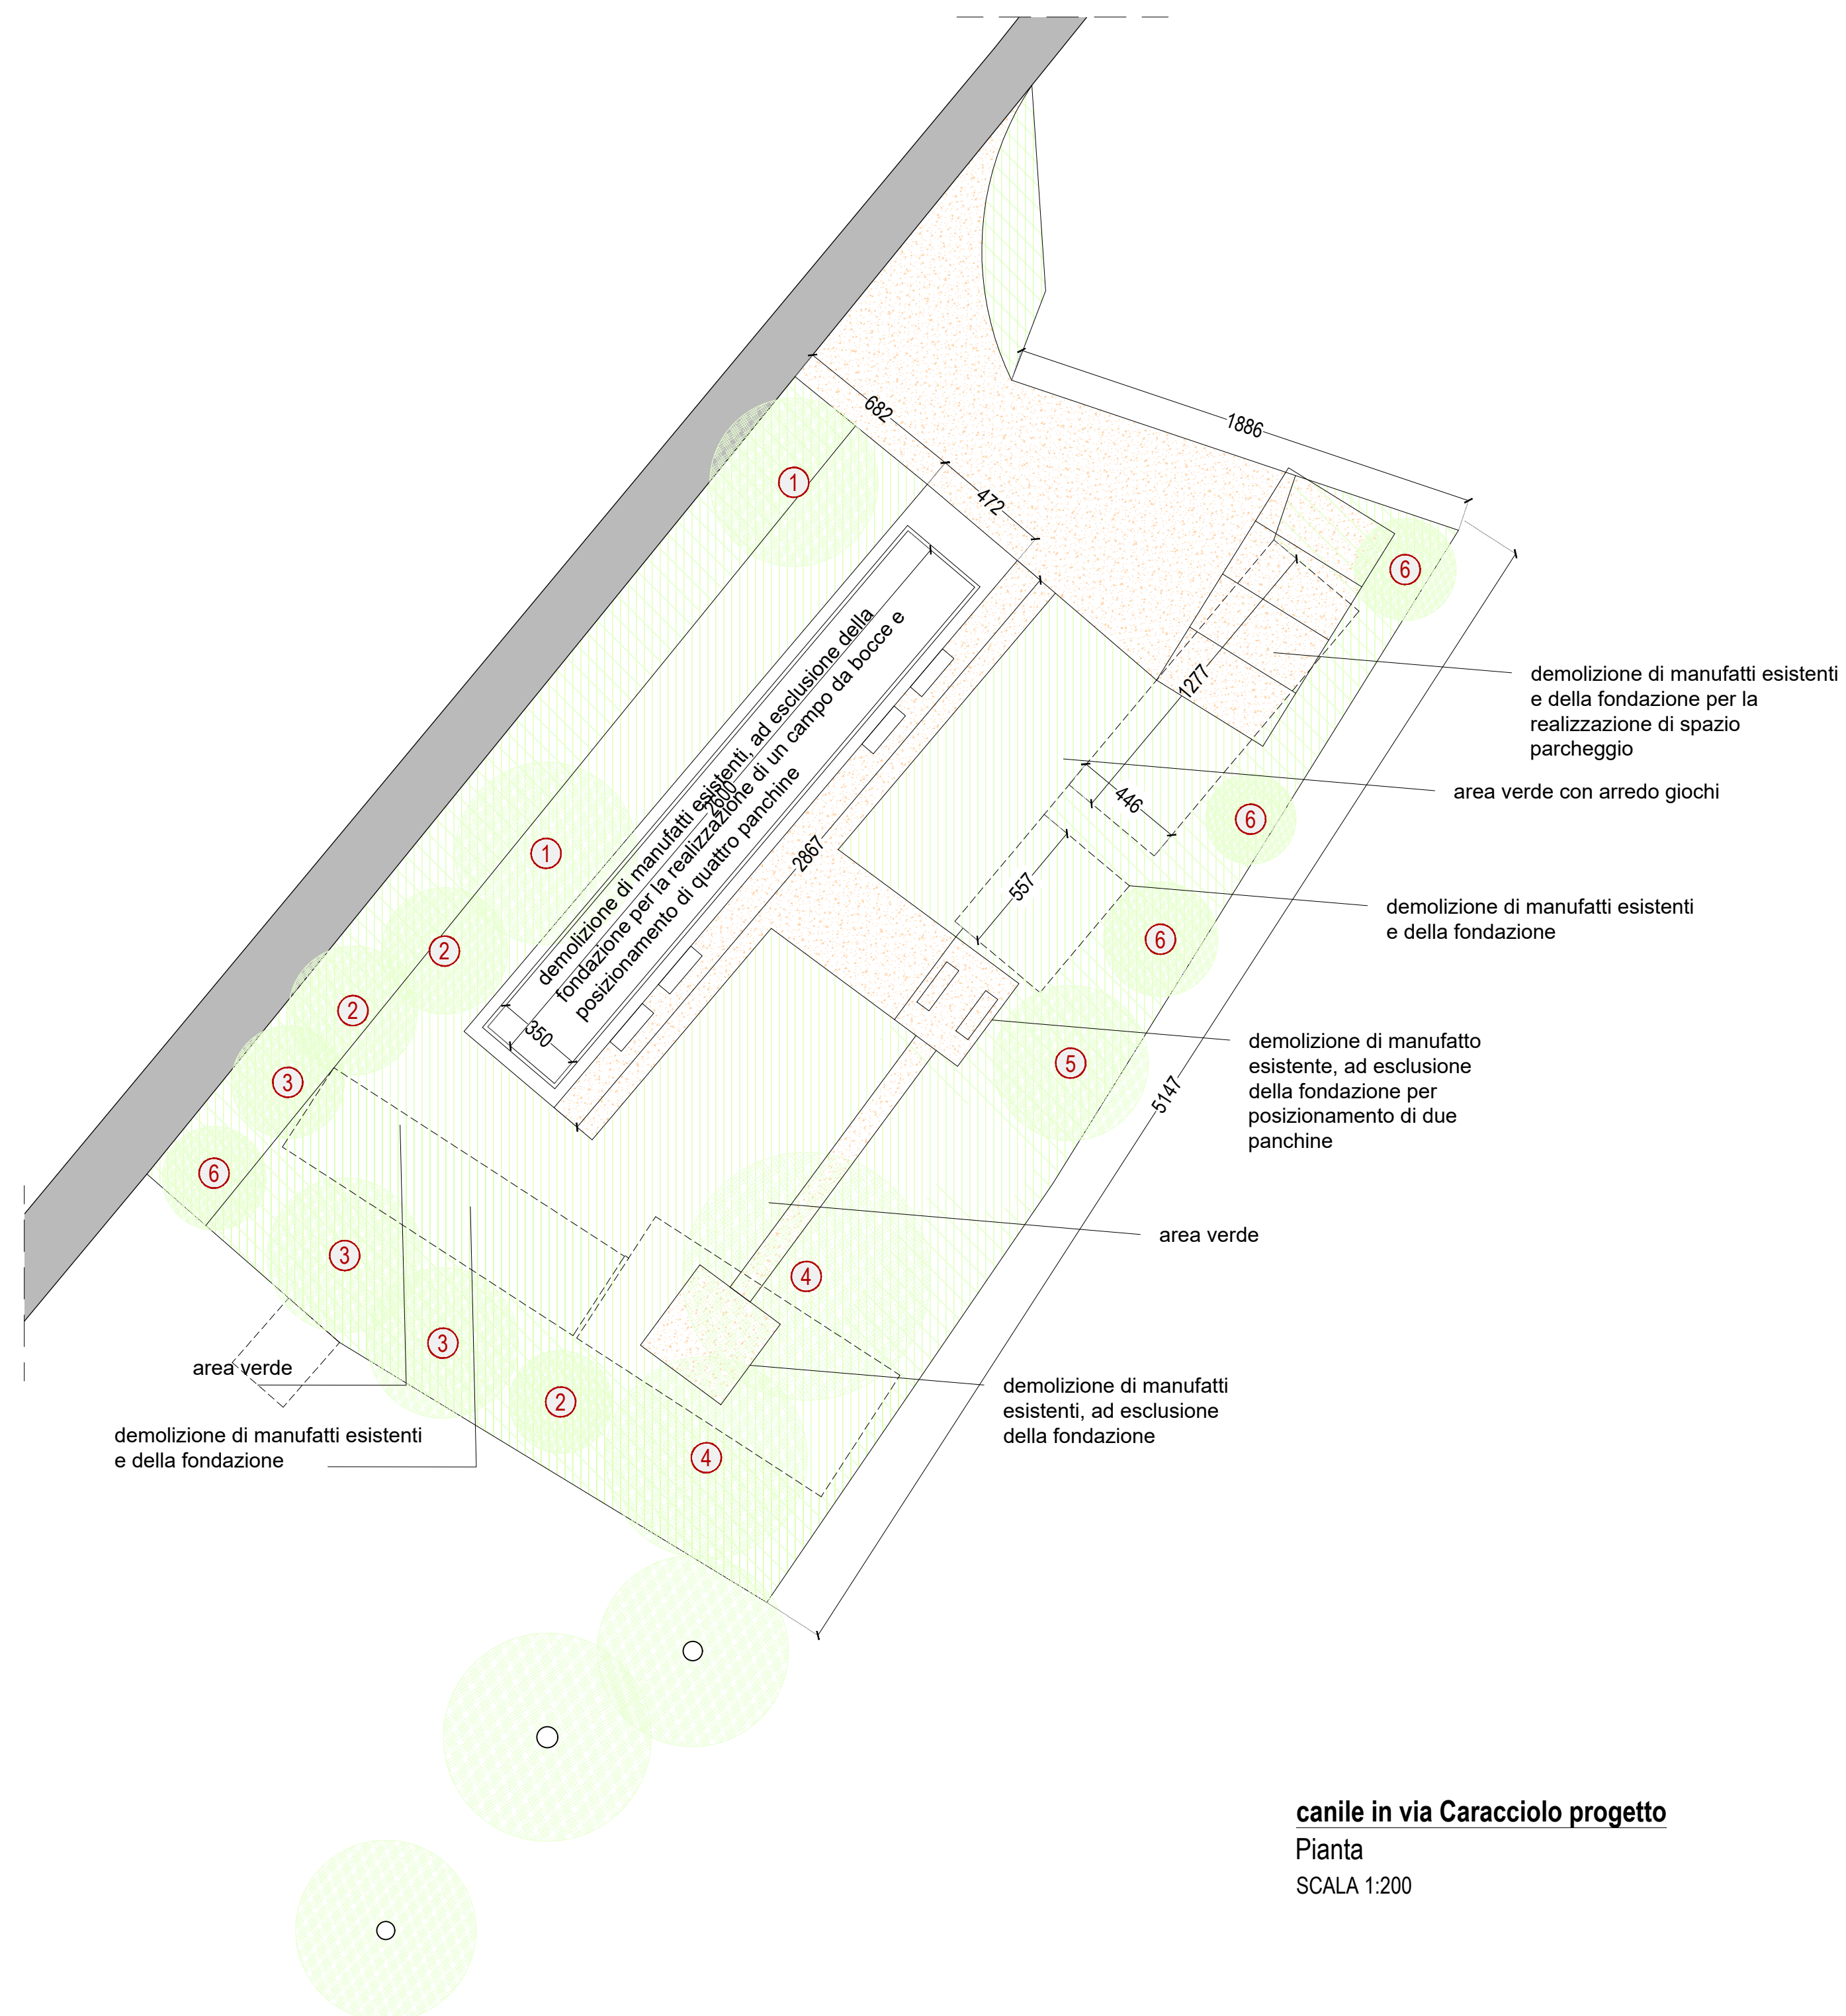 682
472
1886
1
6
demolizione di manufatti esistenti
e della fondazione per la
realizzazione di spazio
parcheggio
1277
area verde con arredo giochi
446
6
demolizione di manufatti esistenti, ad esclusione della
fondazione per la realizzazione di un campo da bocce e
posizionamento di quattro panchine
2600
2867
350
1
557
demolizione di manufatti esistenti
e della fondazione
6
2
2
3
5
demolizione di manufatto
esistente, ad esclusione
della fondazione per
posizionamento di due
panchine
5147
6
3
area verde
4
3
area verde
2
demolizione di manufatti
esistenti, ad esclusione
della fondazione
demolizione di manufatti esistenti
e della fondazione
4
canile in via Caracciolo progetto
Pianta
SCALA 1:200